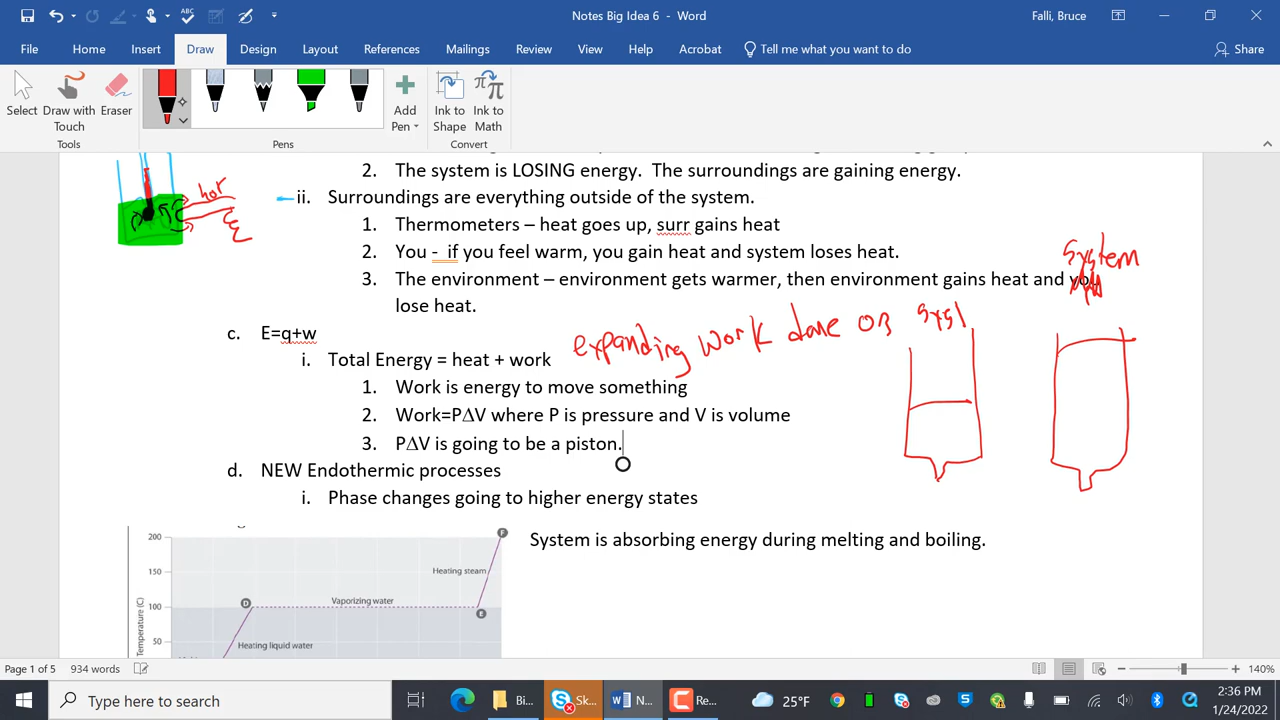 Notes Big Idea 6 - Word
Falli, Bruce
File Home Insert Draw Design Layout References Mailings Review View Help Acrobat Tell me what you want to do Share
Select Draw with Touch Eraser Add Pen Ink to Shape Ink to Math
Tools Pens Convert
2. The system is LOSING energy. The surroundings are gaining energy.
hot
ii. Surroundings are everything outside of the system.
1. Thermometers – heat goes up, surr gains heat
2. You - if you feel warm, you gain heat and system loses heat.
system
3. The environment – environment gets warmer, then environment gains heat and you
lose heat.
c. E=q+w
expanding work done
i. Total Energy = heat + work
1. Work is energy to move something
2. Work=P∆V where P is pressure and V is volume
3. P∆V is going to be a piston.
d. NEW Endothermic processes
i. Phase changes going to higher energy states
System is absorbing energy during melting and boiling.
200
F
150
Heating steam
100
D
Vaporizing water
E
50
Heating liquid water
Temperature (C)
Page 1 of 5 934 words 140%
Type here to search
Bi... Sk... N... Re... 25°F
2:36 PM
1/24/2022